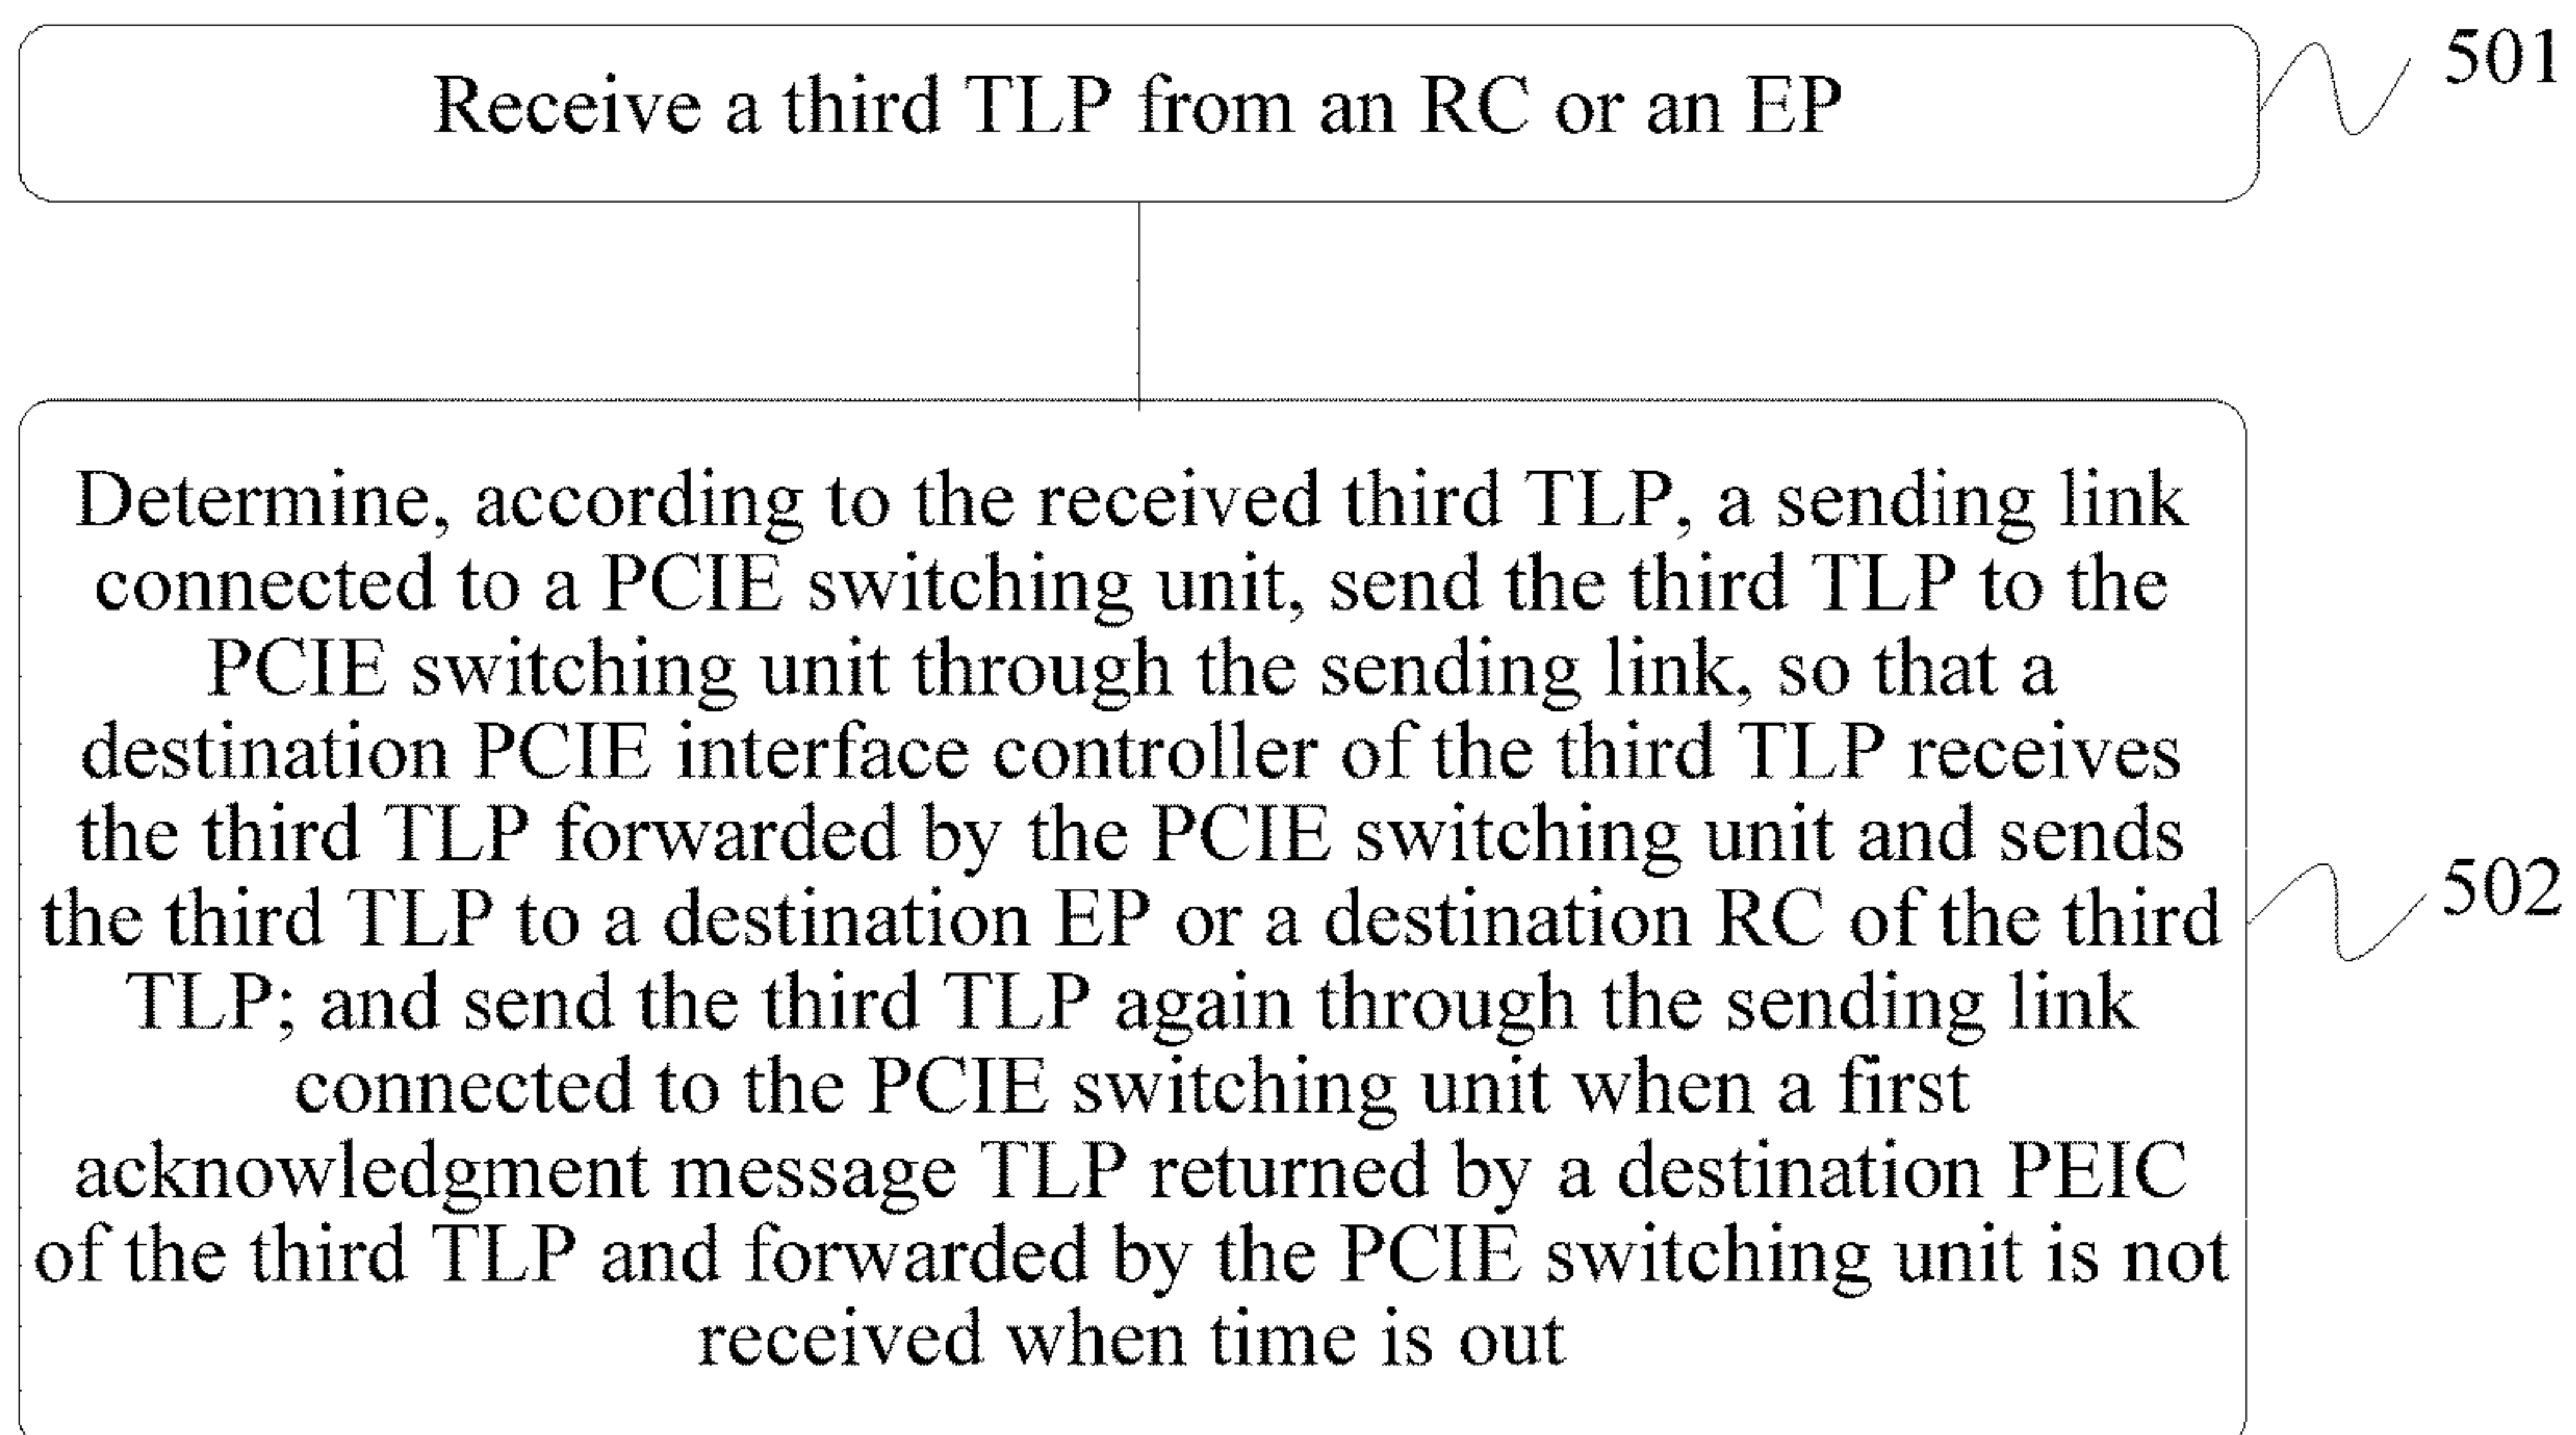 Receive a third TLP from an RC or an EP
501
Determine, according to the received third TLP, a sending link
connected to a PCIE switching unit, send the third TLP to the
PCIE switching unit through the sending link, so that a
destination PCIE interface controller of the third TLP receives
the third TLP forwarded by the PCIE switching unit and sends
the third TLP to a destination EP or a destination RC of the third
TLP; and send the third TLP again through the sending link
connected to the PCIE switching unit when a first
acknowledgment message TLP returned by a destination PEIC
of the third TLP and forwarded by the PCIE switching unit is not
received when time is out
502